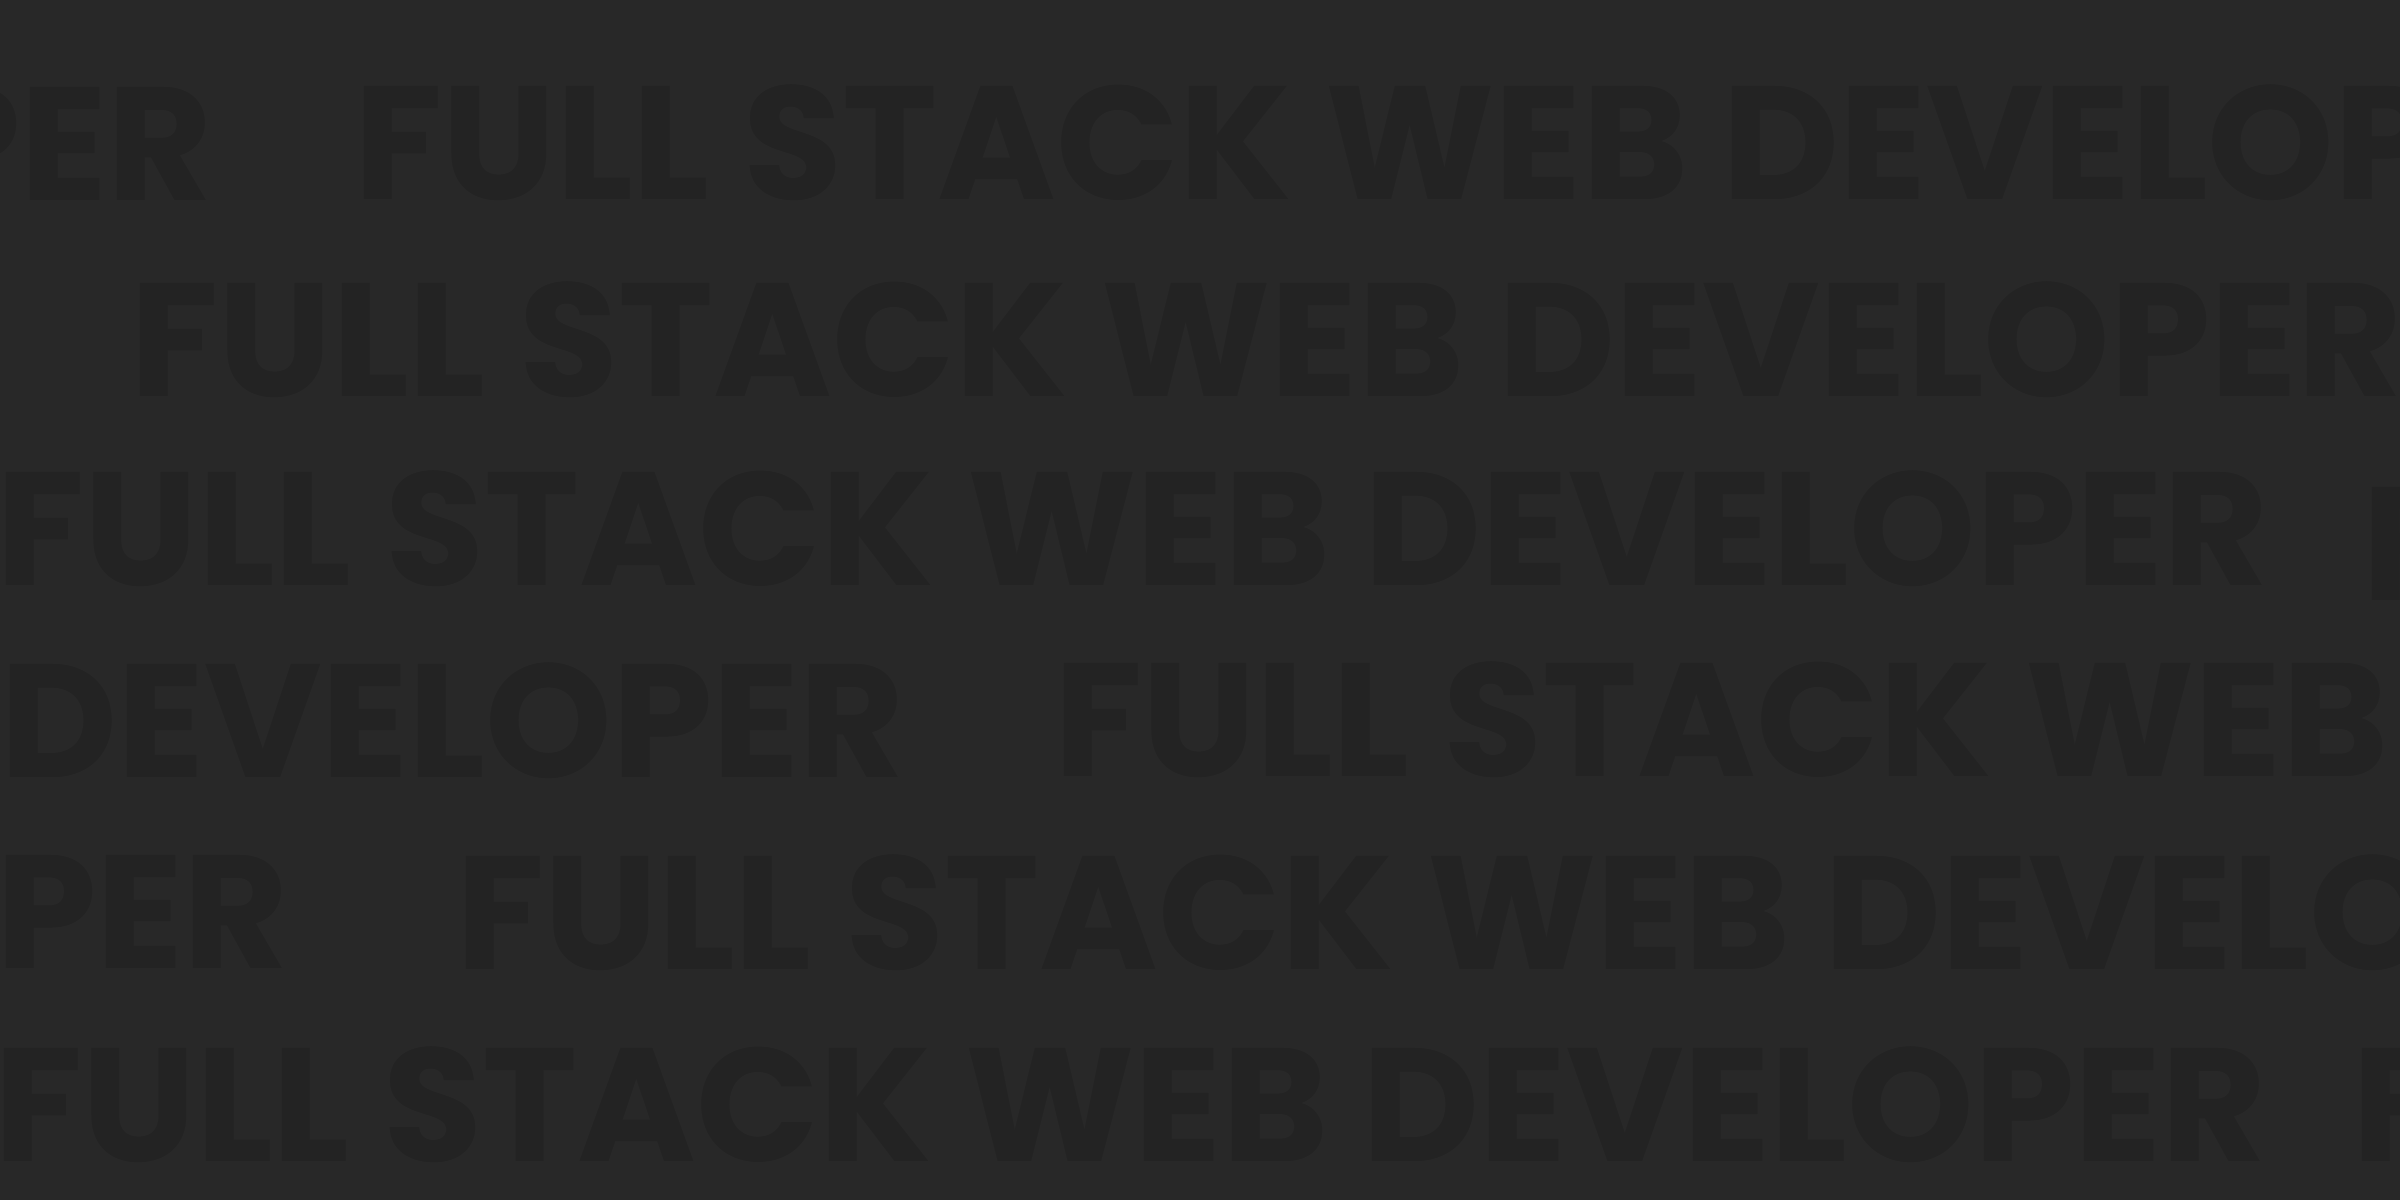 PER FULL STACK WEB DEVELOP
FULL STACK WEB DEVELOPER
FULL STACK WEB DEVELOPER F
DEVELOPER FULL STACK WEB
PER FULL STACK WEB DEVELO
FULL STACK WEB DEVELOPER F